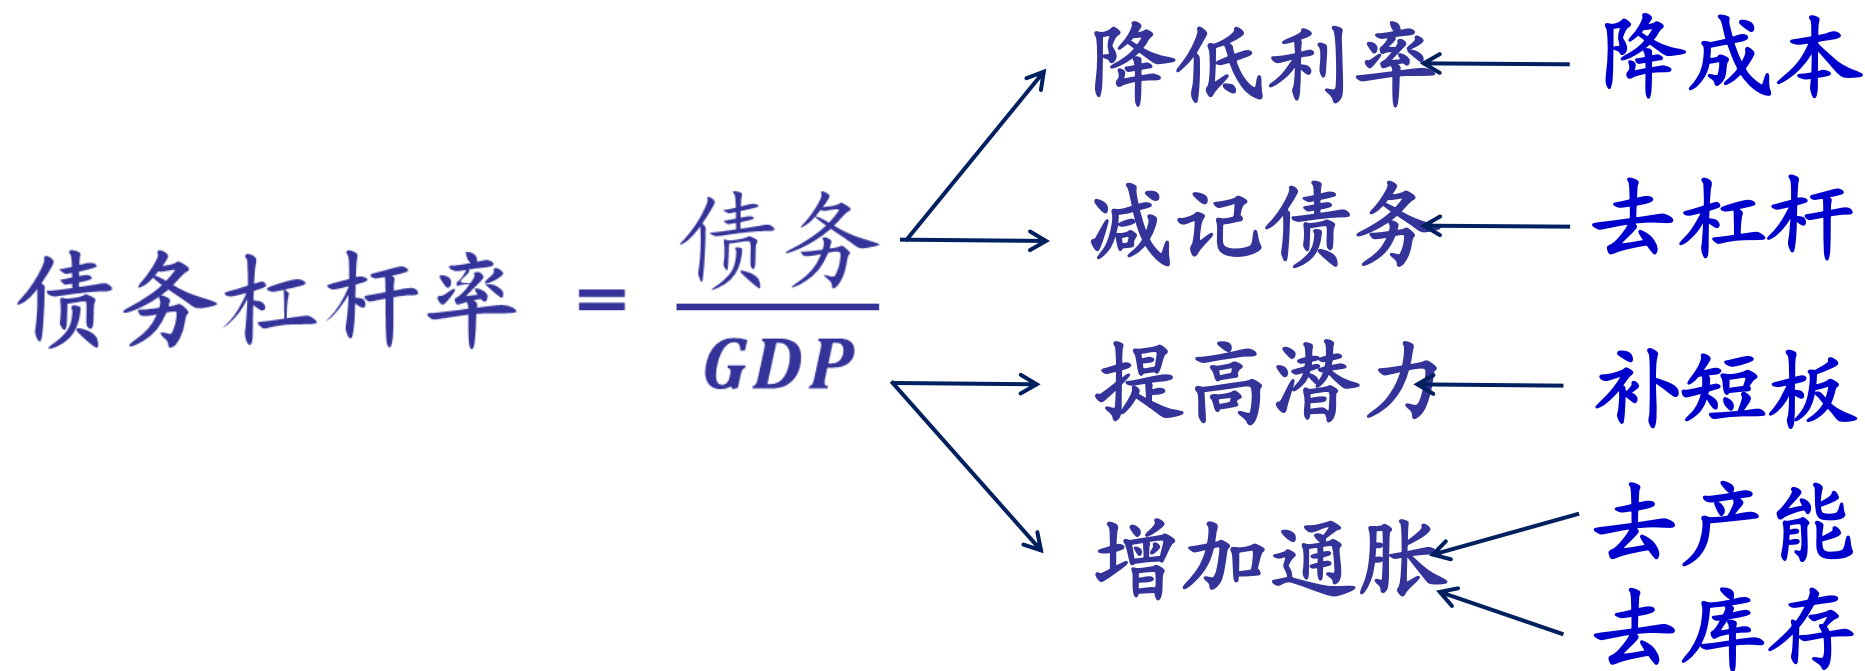 债务杠杆率 = 债务
GDP
降低利率
减记债务
提高潜力
增加通胀
降成本
去杠杆
补短板
去产能
去库存